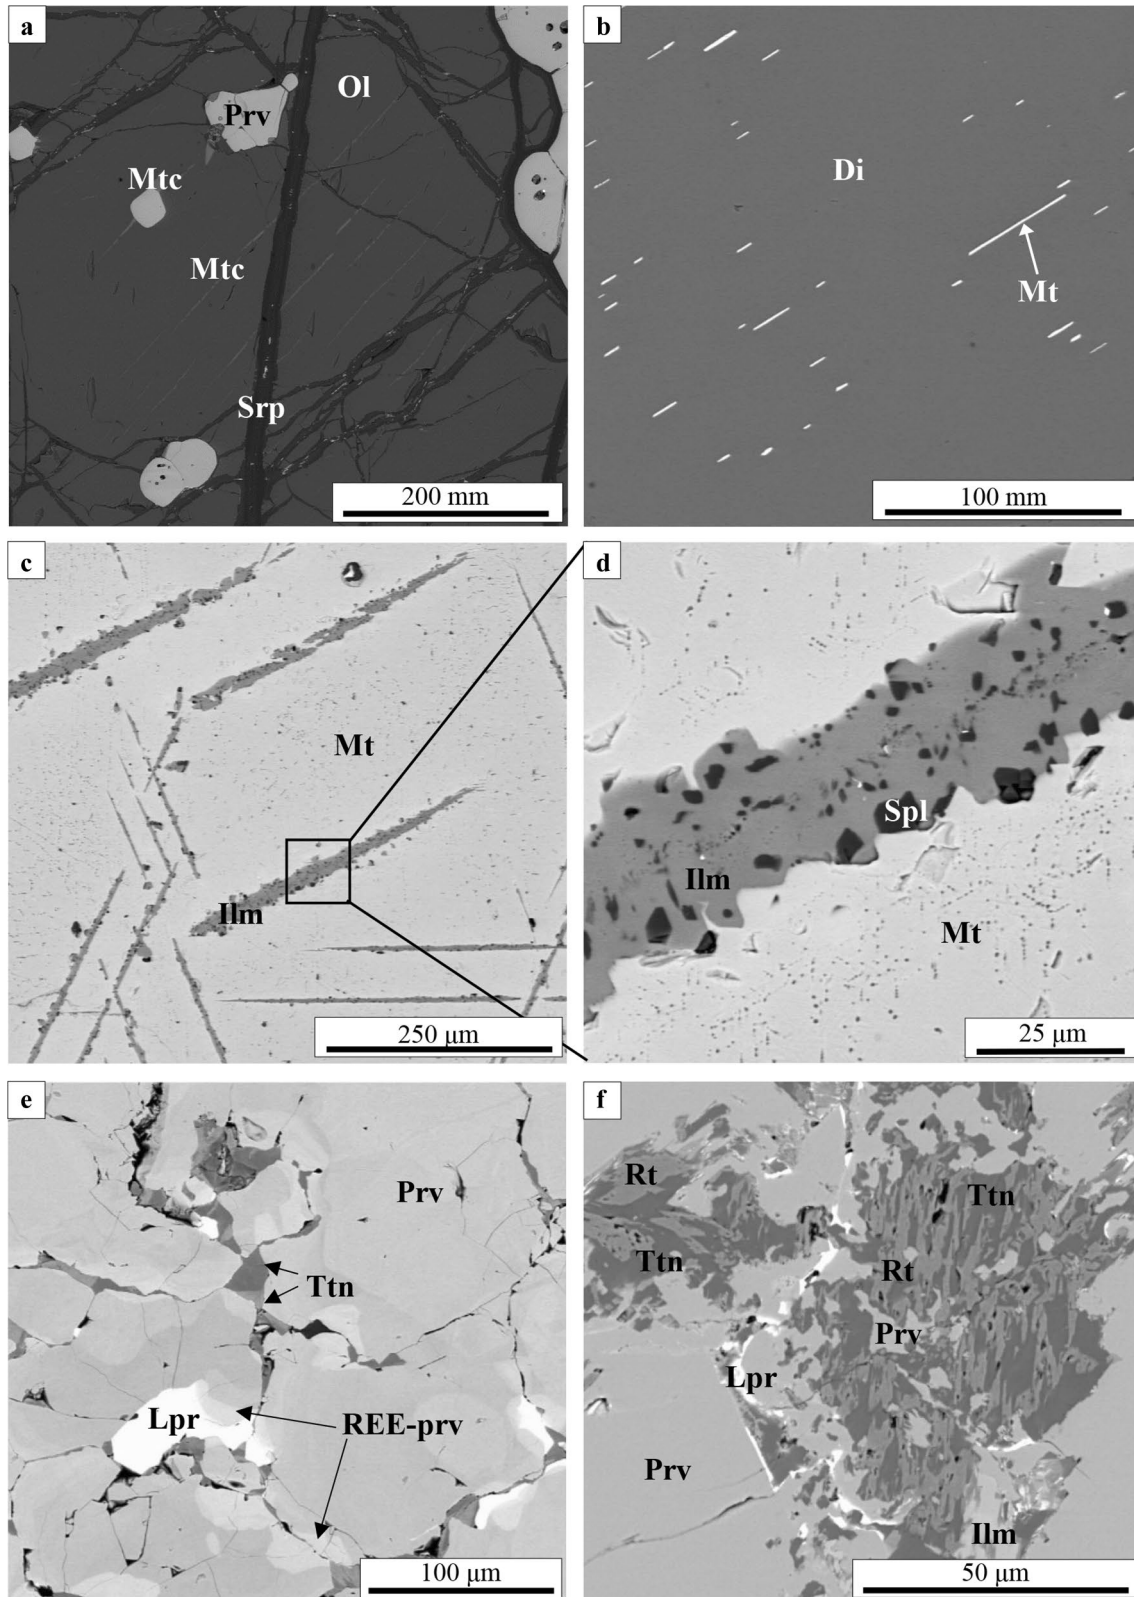 a
Ol
Prv
Mtc
Mtc
Srp
200 mm
b
Di
Mt
100 mm
c
Mt
Ilm
250 μm
d
Spl
Ilm
Mt
25 μm
e
Prv
Ttn
Lpr
REE-prv
100 μm
f
Rt
Ttn
Ttn
Rt
Prv
Lpr
Prv
Ilm
50 μm